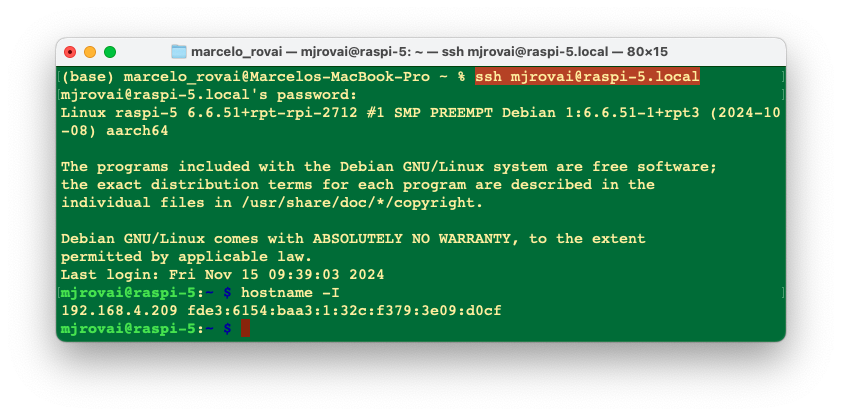 marcelo_rovai — mjrovai@raspi-5: ~ — ssh mjrovai@raspi-5.local — 80×15
(base) marcelo_rovai@Marcelos-MacBook-Pro ~ % ssh mjrovai@raspi-5.local
mjrovai@raspi-5.local's password:
Linux raspi-5 6.6.51+rpt-rpi-2712 #1 SMP PREEMPT Debian 1:6.6.51-1+rpt3 (2024-10
-08) aarch64
The programs included with the Debian GNU/Linux system are free software;
the exact distribution terms for each program are described in the
individual files in /usr/share/doc/*/copyright.
Debian GNU/Linux comes with ABSOLUTELY NO WARRANTY, to the extent
permitted by applicable law.
Last login: Fri Nov 15 09:39:03 2024
mjrovai@raspi-5:~ $ hostname -I
192.168.4.209 fde3:6154:baa3:1:32c:f379:3e09:d0cf
mjrovai@raspi-5:~ $